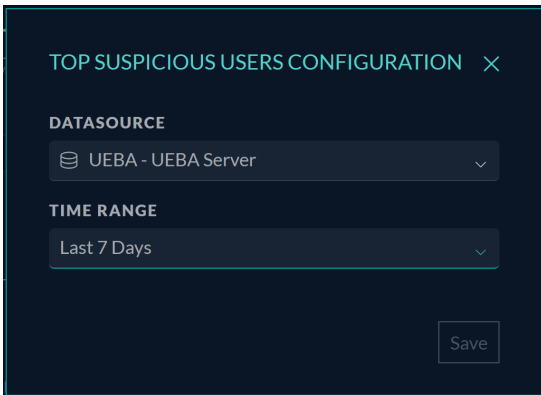 TOP SUSPICIOUS USERS CONFIGURATION
DATASOURCE
UEBA - UEBA Server
TIME RANGE
Last 7 Days
Save